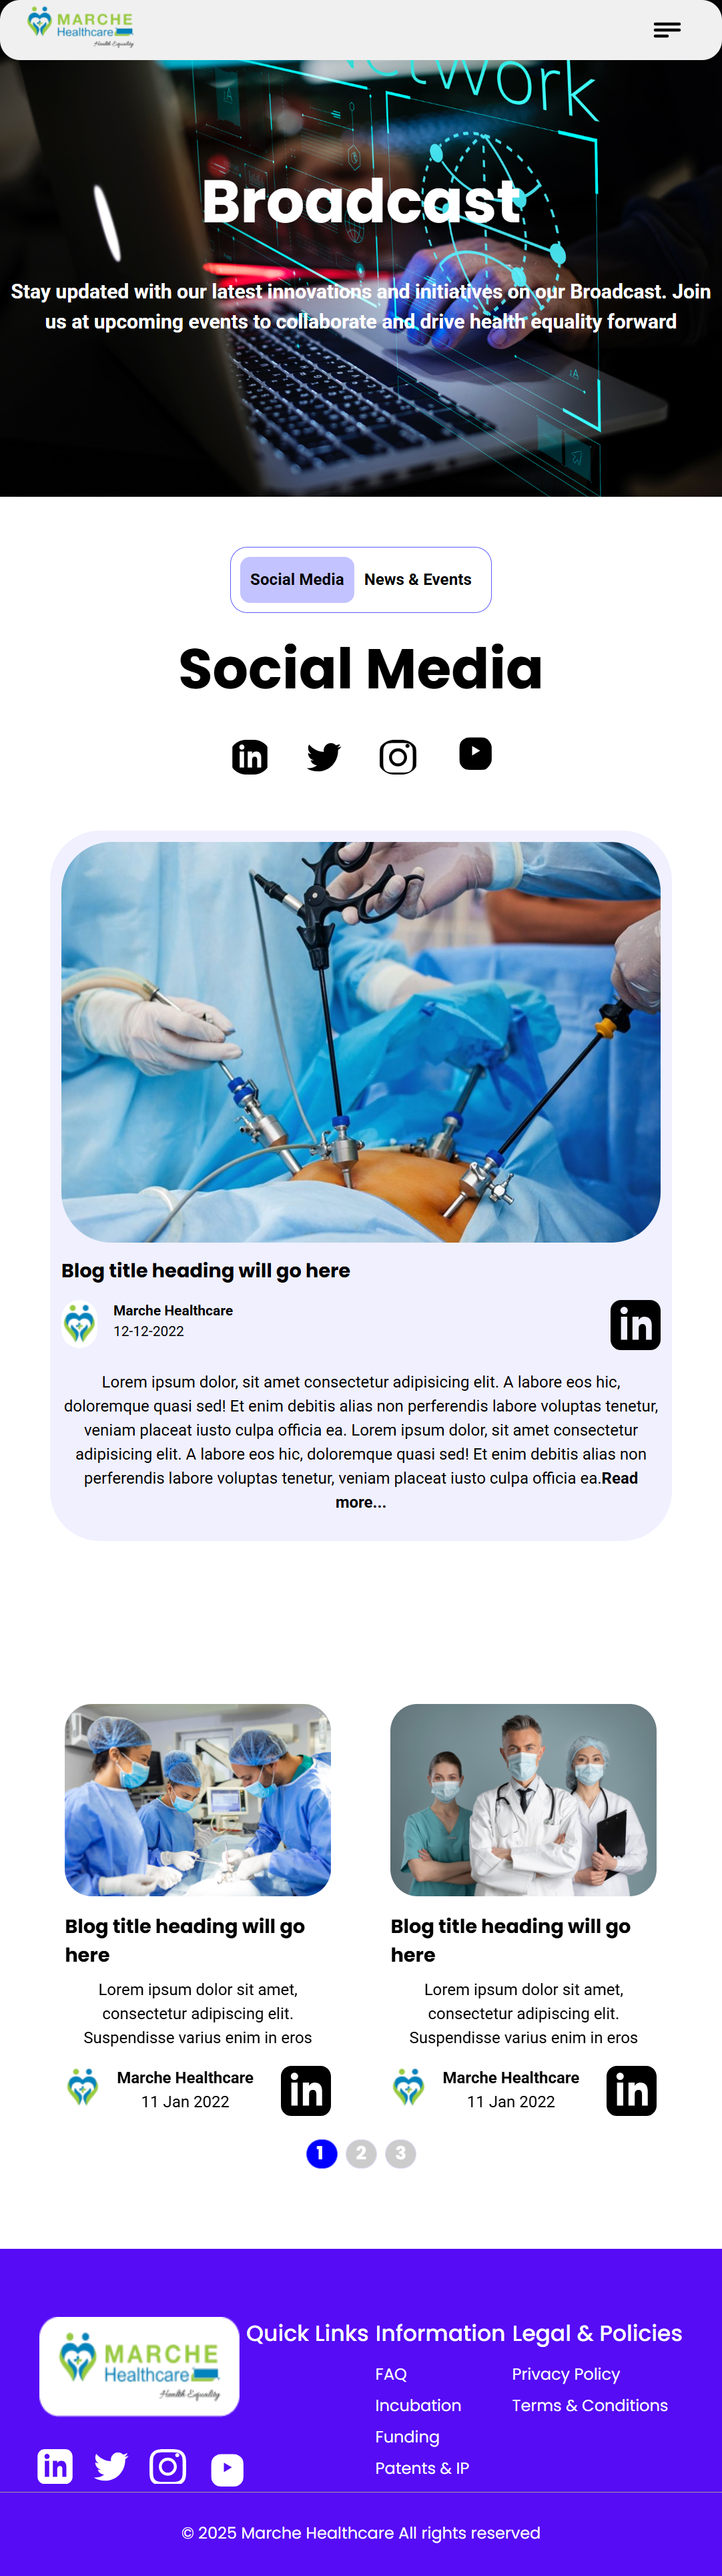 MARCHE
Healthcare
Health Equality
Network
Broadcast
Stay updated with our latest innovations and initiatives on our Broadcast. Join
us at upcoming events to collaborate and drive health equality forward
Social Media
News & Events
Social Media
in
in
Blog title heading will go here
Marche Healthcare
12-12-2022
in
Lorem ipsum dolor, sit amet consectetur adipisicing elit. A labore eos hic,
doloremque quasi sed! Et enim debitis alias non perferendis labore voluptas tenetur,
veniam placeat iusto culpa officia ea. Lorem ipsum dolor, sit amet consectetur
adipisicing elit. A labore eos hic, doloremque quasi sed! Et enim debitis alias non
perferendis labore voluptas tenetur, veniam placeat iusto culpa officia ea.Read
more...
Blog title heading will go
here
Lorem ipsum dolor sit amet,
consectetur adipiscing elit.
Suspendisse varius enim in eros
Marche Healthcare
11 Jan 2022
in
Blog title heading will go
here
Lorem ipsum dolor sit amet,
consectetur adipiscing elit.
Suspendisse varius enim in eros
Marche Healthcare
11 Jan 2022
in
1 2 3
MARCHE
Healthcare
Health Equality
in
Quick Links
Information
FAQ
Incubation
Funding
Patents & IP
Legal & Policies
Privacy Policy
Terms & Conditions
© 2025 Marche Healthcare All rights reserved